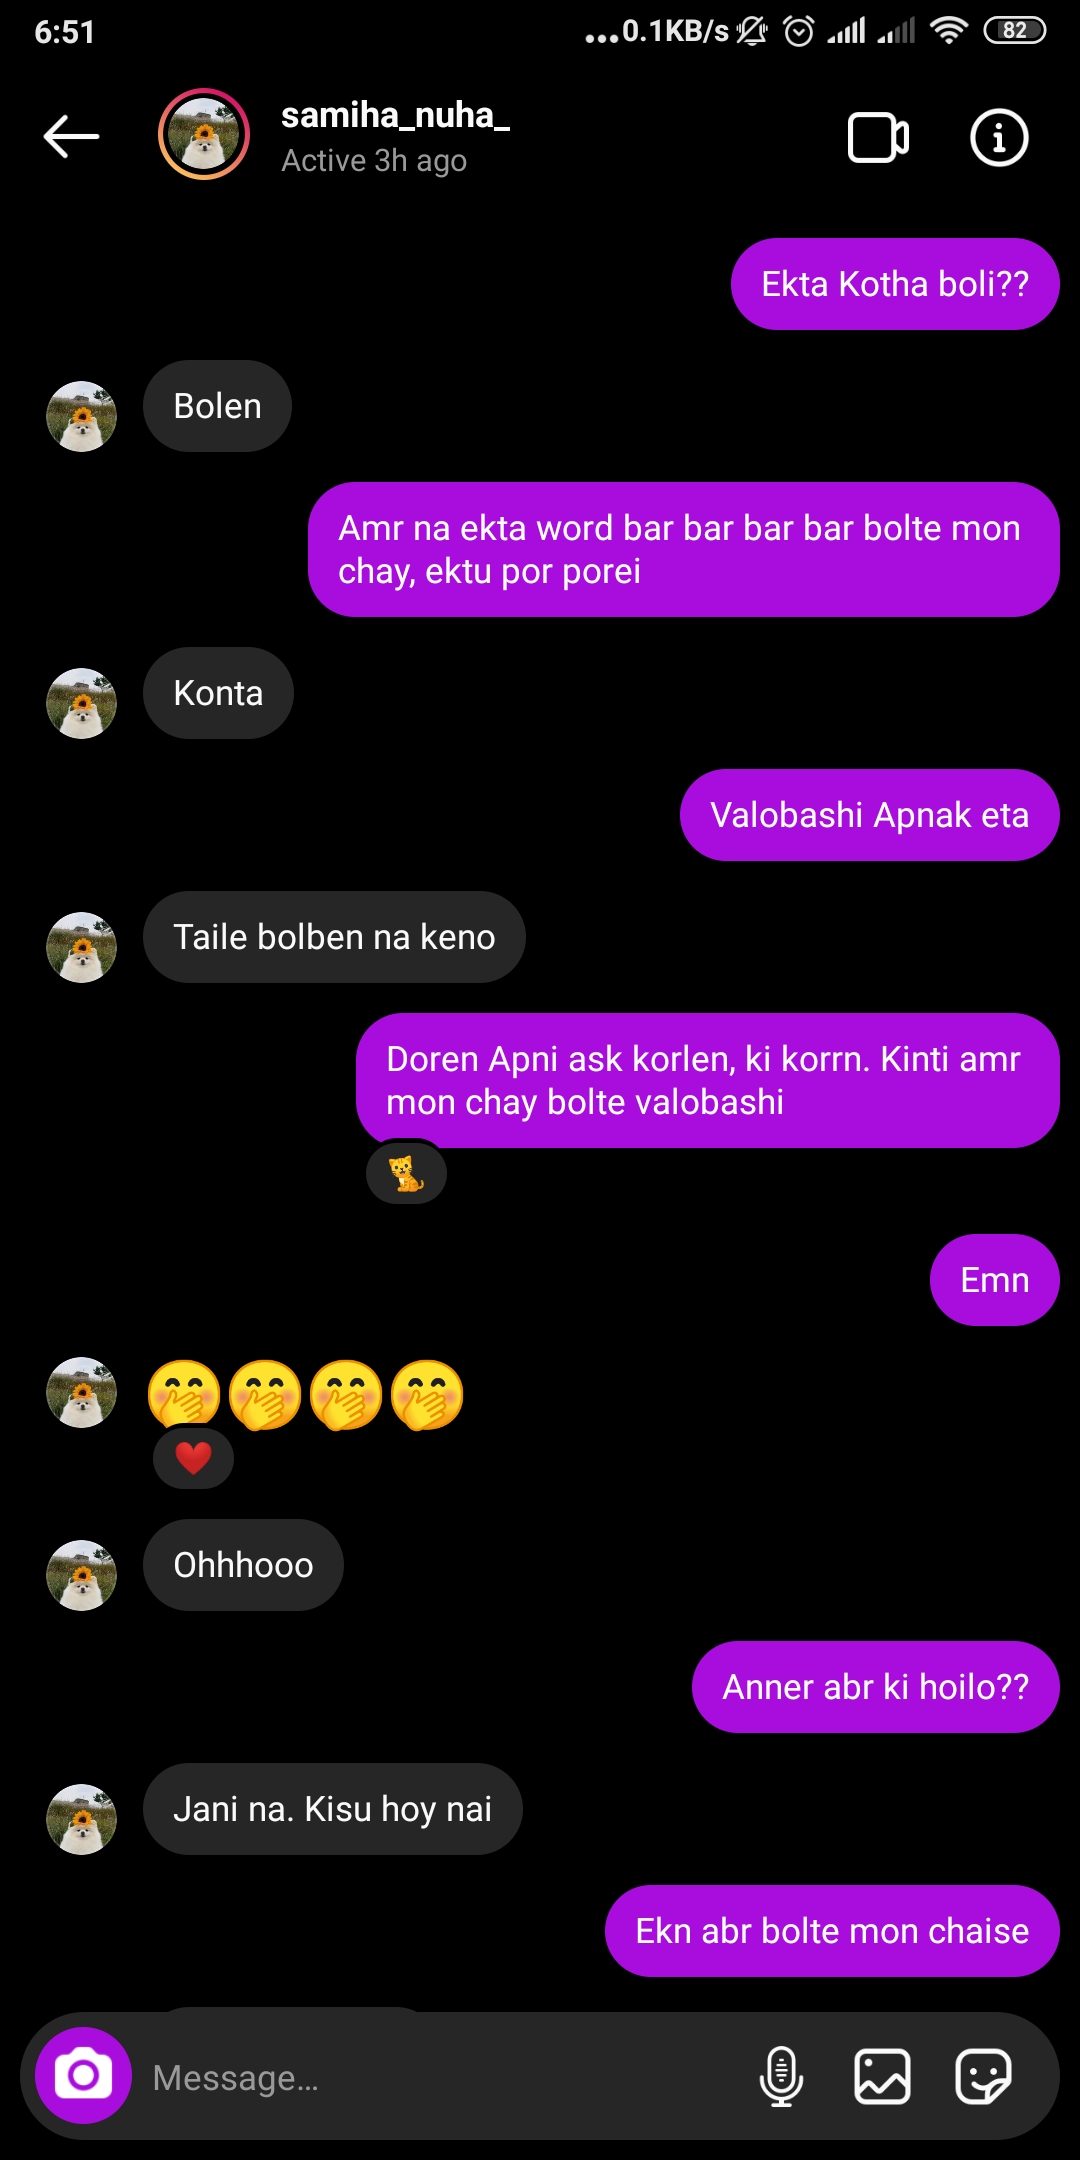 6:51
...0.1KB/s
82
samiha_nuha_
Active 3h ago
Ekta Kotha boli??
Bolen
Amr na ekta word bar bar bar bar bolte mon
chay, ektu por porei
Konta
Valobashi Apnak eta
Taile bolben na keno
Doren Apni ask korlen, ki korrn. Kinti amr
mon chay bolte valobashi
Emn
Ohhhooo
Anner abr ki hoilo??
Jani na. Kisu hoy nai
Ekn abr bolte mon chaise
Message...